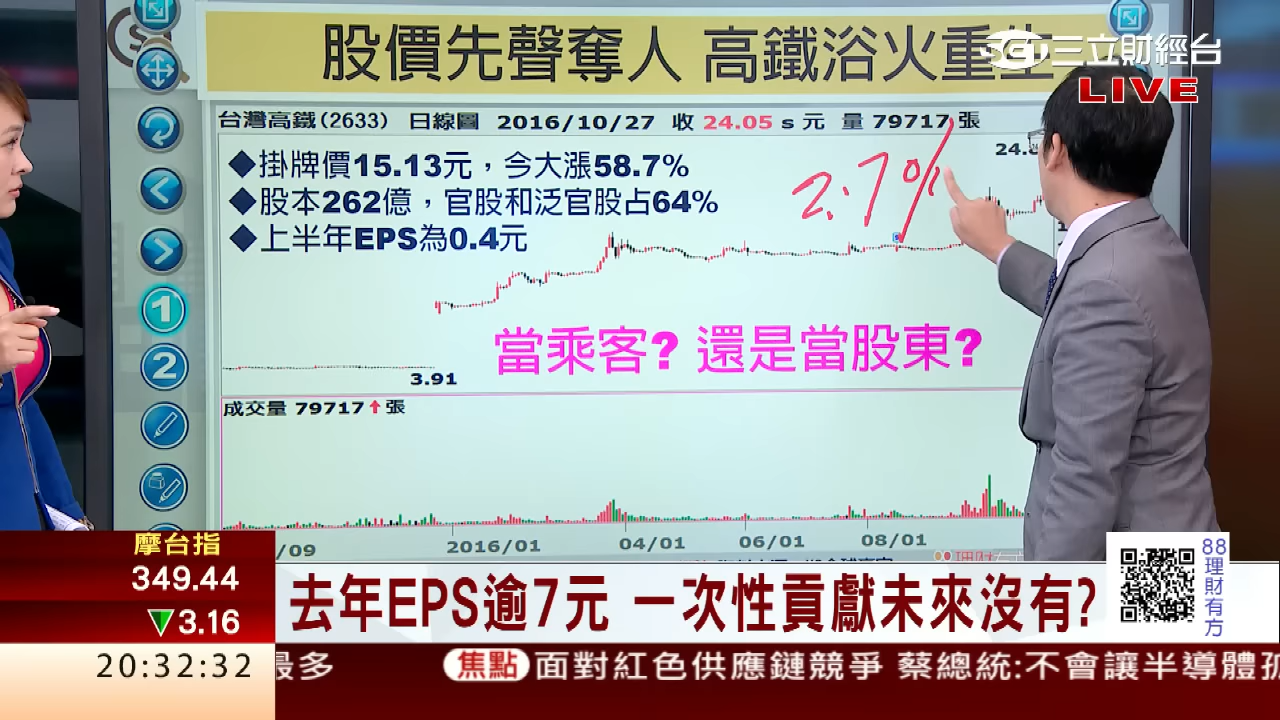 股價先聲奪人 高鐵浴火重生
三立財經台
LIVE
台灣高鐵(2633) 日線圖 2016/10/27 收 24.05 s 元 量 79717 張
◆掛牌價15.13元，今大漲58.7%
◆股本262億，官股和泛官股占64%
◆上半年EPS為0.4元
2.7%
當乘客? 還是當股東?
3.91
成交量 79717 張
/09 2016/01 04/01 06/01 08/01
1
2
摩台指
349.44
▼3.16
去年EPS逾7元 一次性貢獻未來沒有?
88理財有方
20:32:32
最多 焦點 面對紅色供應鏈競爭 蔡總統:不會讓半導體孤